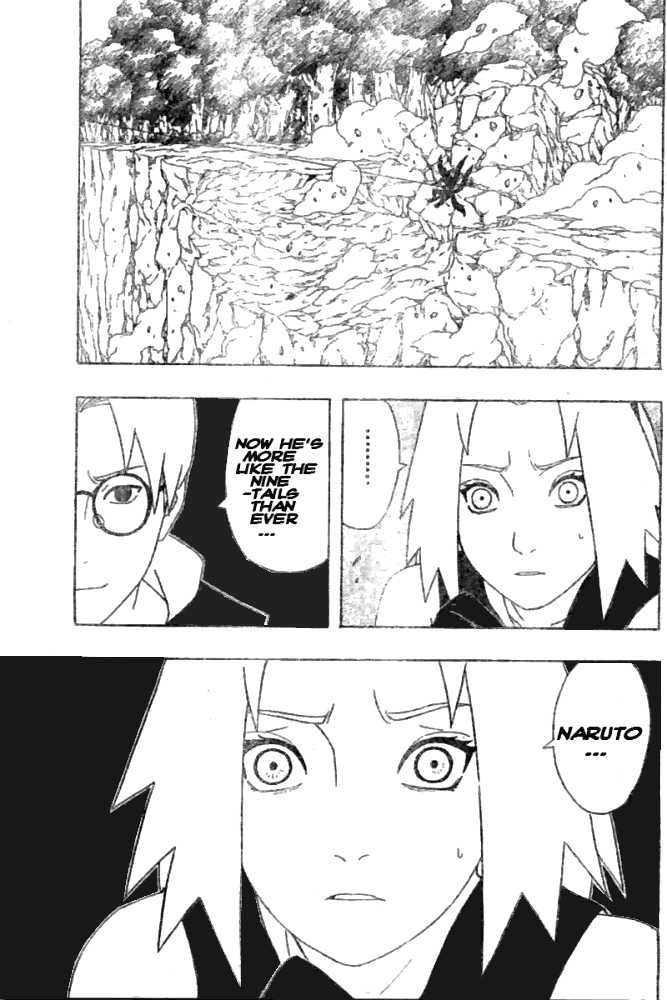 .........
NOW HE'S
MORE
LIKE THE
NINE
-TAILS
THAN
EVER
...
NARUTO
...